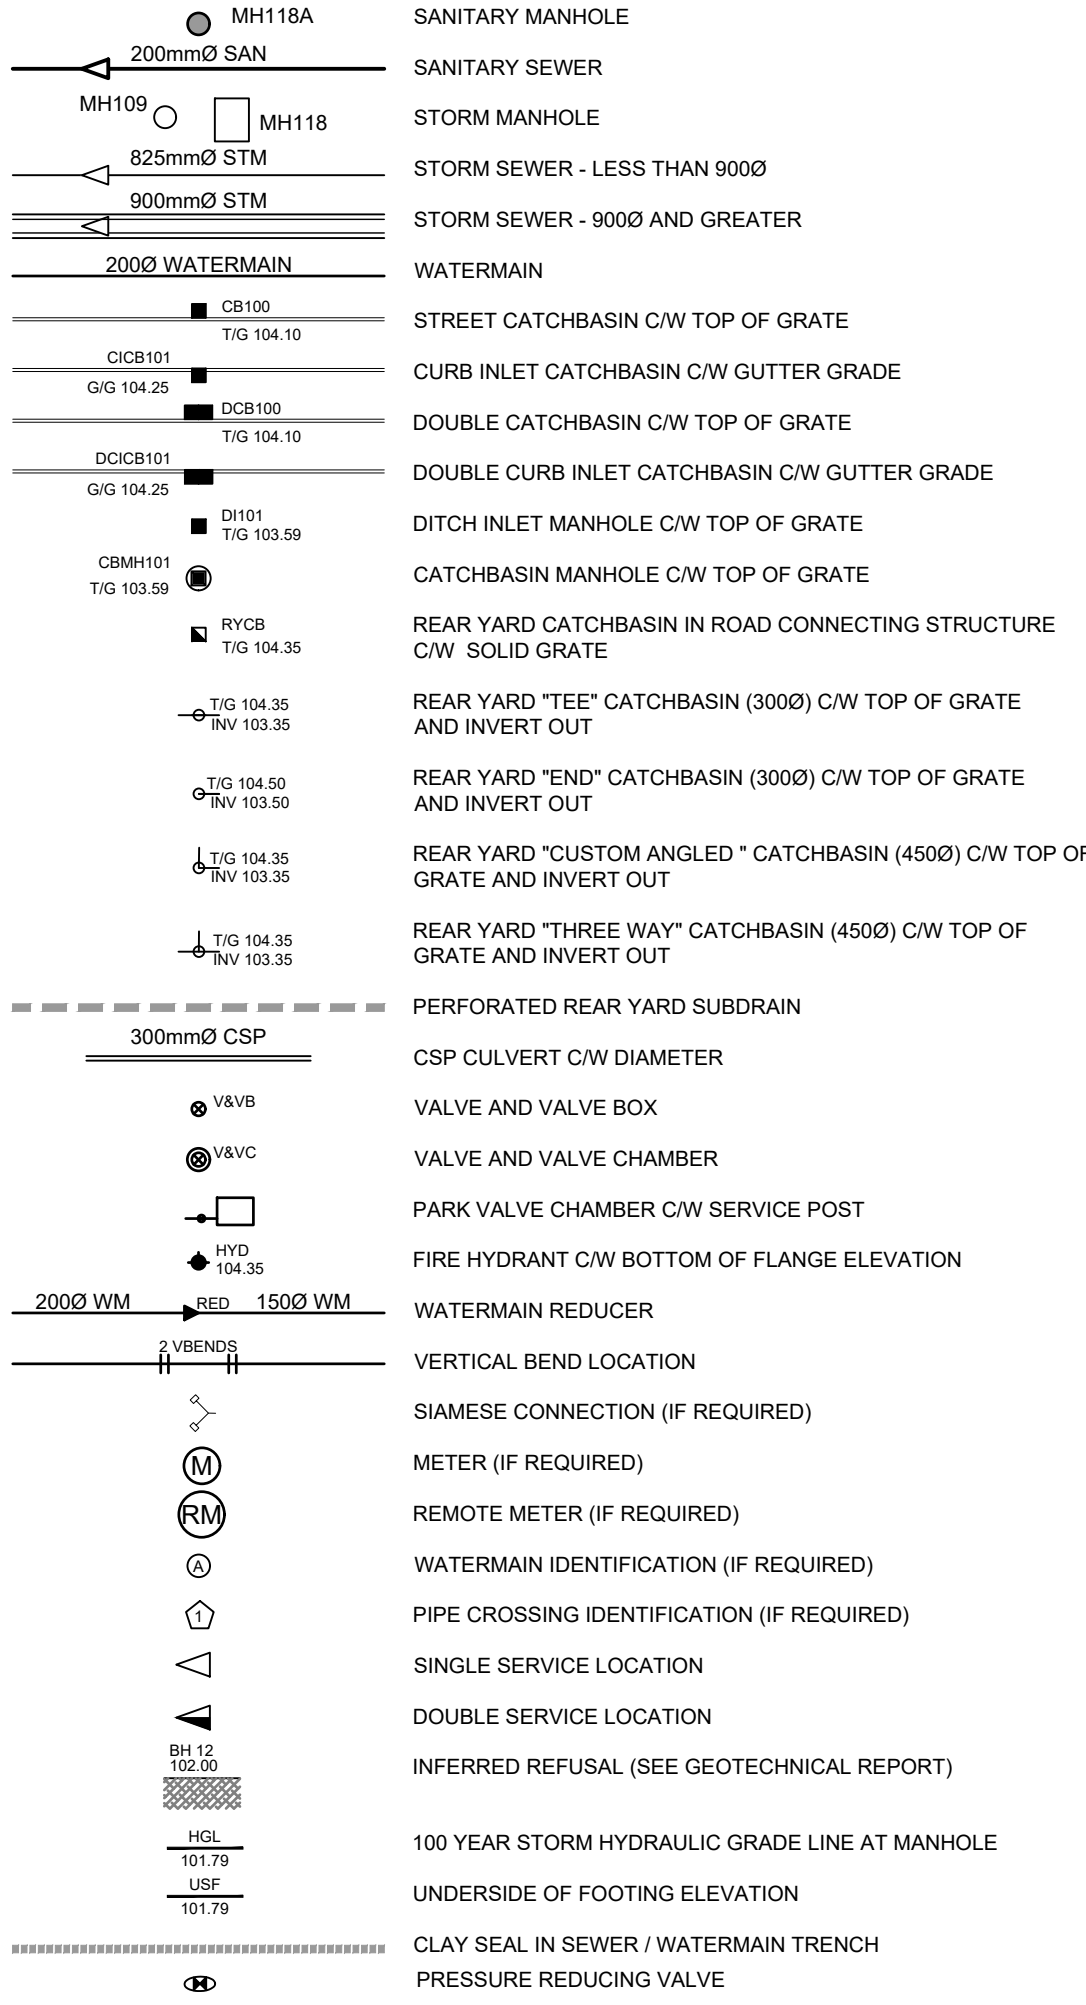 MH118A SANITARY MANHOLE
200mmØ SAN SANITARY SEWER
MH109 MH118 STORM MANHOLE
825mmØ STM STORM SEWER - LESS THAN 900Ø
900mmØ STM STORM SEWER - 900Ø AND GREATER
200Ø WATERMAIN WATERMAIN
CB100
T/G 104.10
STREET CATCHBASIN C/W TOP OF GRATE
CICB101
G/G 104.25
CURB INLET CATCHBASIN C/W GUTTER GRADE
DCB100
T/G 104.10
DOUBLE CATCHBASIN C/W TOP OF GRATE
DCICB101
G/G 104.25
DOUBLE CURB INLET CATCHBASIN C/W GUTTER GRADE
DI101
T/G 103.59
DITCH INLET MANHOLE C/W TOP OF GRATE
CBMH101
T/G 103.59
CATCHBASIN MANHOLE C/W TOP OF GRATE
RYCB
T/G 104.35
REAR YARD CATCHBASIN IN ROAD CONNECTING STRUCTURE
C/W SOLID GRATE
T/G 104.35
INV 103.35
REAR YARD "TEE" CATCHBASIN (300Ø) C/W TOP OF GRATE
AND INVERT OUT
T/G 104.50
INV 103.50
REAR YARD "END" CATCHBASIN (300Ø) C/W TOP OF GRATE
AND INVERT OUT
T/G 104.35
INV 103.35
REAR YARD "CUSTOM ANGLED " CATCHBASIN (450Ø) C/W TOP OF
GRATE AND INVERT OUT
T/G 104.35
INV 103.35
REAR YARD "THREE WAY" CATCHBASIN (450Ø) C/W TOP OF
GRATE AND INVERT OUT
PERFORATED REAR YARD SUBDRAIN
300mmØ CSP CSP CULVERT C/W DIAMETER
V&VB VALVE AND VALVE BOX
V&VC VALVE AND VALVE CHAMBER
PARK VALVE CHAMBER C/W SERVICE POST
HYD
104.35
FIRE HYDRANT C/W BOTTOM OF FLANGE ELEVATION
200Ø WM RED 150Ø WM WATERMAIN REDUCER
2 VBENDS VERTICAL BEND LOCATION
SIAMESE CONNECTION (IF REQUIRED)
M METER (IF REQUIRED)
RM REMOTE METER (IF REQUIRED)
A WATERMAIN IDENTIFICATION (IF REQUIRED)
1 PIPE CROSSING IDENTIFICATION (IF REQUIRED)
SINGLE SERVICE LOCATION
DOUBLE SERVICE LOCATION
BH 12
102.00
INFERRED REFUSAL (SEE GEOTECHNICAL REPORT)
HGL
101.79
100 YEAR STORM HYDRAULIC GRADE LINE AT MANHOLE
USF
101.79
UNDERSIDE OF FOOTING ELEVATION
CLAY SEAL IN SEWER / WATERMAIN TRENCH
PRESSURE REDUCING VALVE